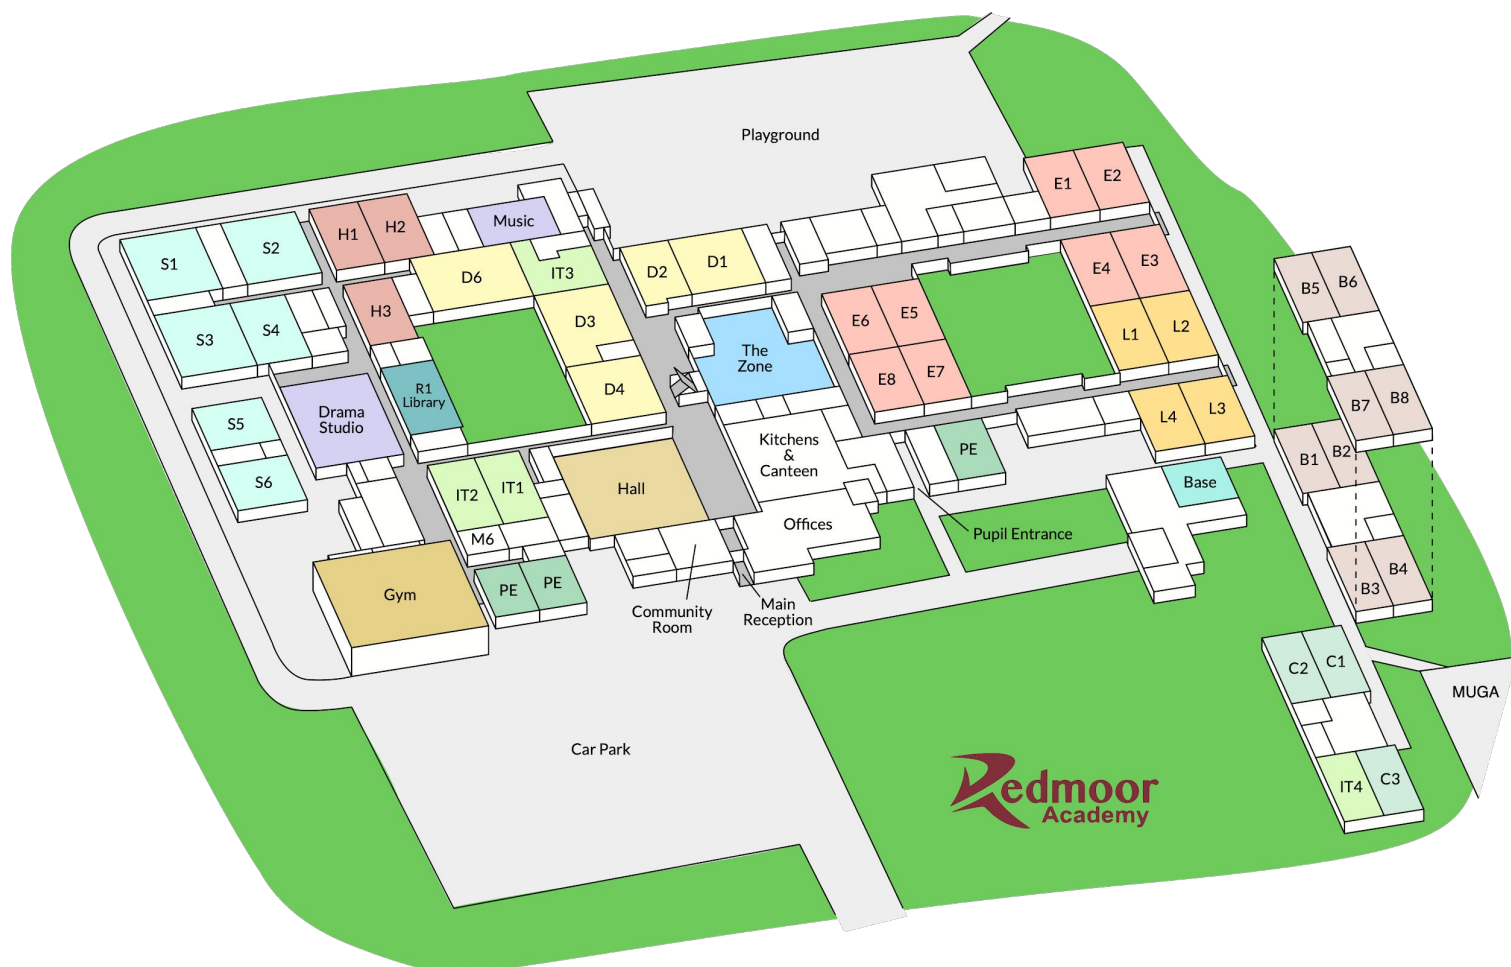 Playground
E1
E2
S1
S2
H1
H2
Music
D6
IT3
D2
D1
E4
E3
B5
B6
S3
S4
H3
D3
The
Zone
E6
E5
L1
L2
R1
Library
D4
E8
E7
B7
B8
S5
Drama
Studio
L4
L3
Kitchens
&
Canteen
PE
B1
B2
S6
IT2
IT1
Hall
Base
M6
Offices
Pupil Entrance
Gym
PE
PE
B3
B4
Community
Room
Main
Reception
C2
C1
MUGA
Car Park
IT4
C3
Redmoor
Academy